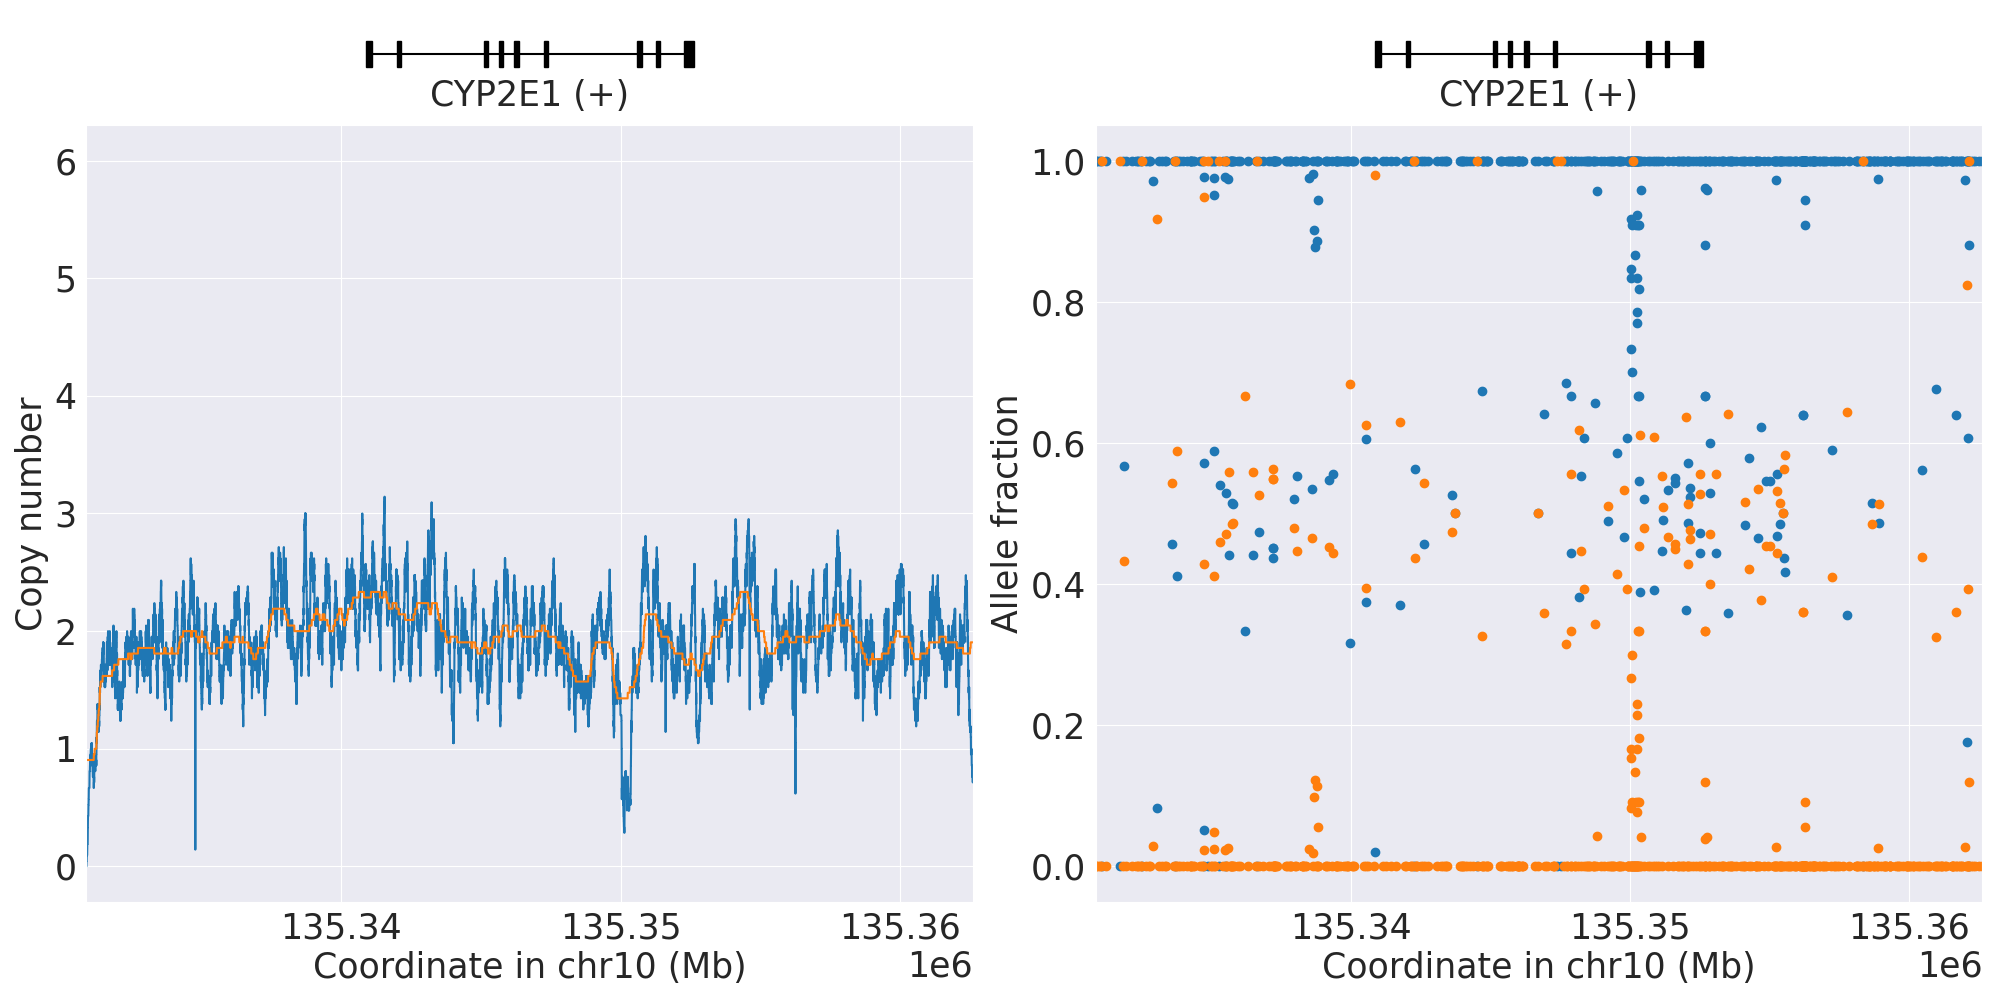 CYP2E1 (+)
6
5
4
3
2
1
0
Copy number
135.34
135.35
135.36
Coordinate in chr10 (Mb)
1e6
CYP2E1 (+)
1.0
0.8
0.6
0.4
0.2
0.0
Allele fraction
135.34
135.35
135.36
Coordinate in chr10 (Mb)
1e6